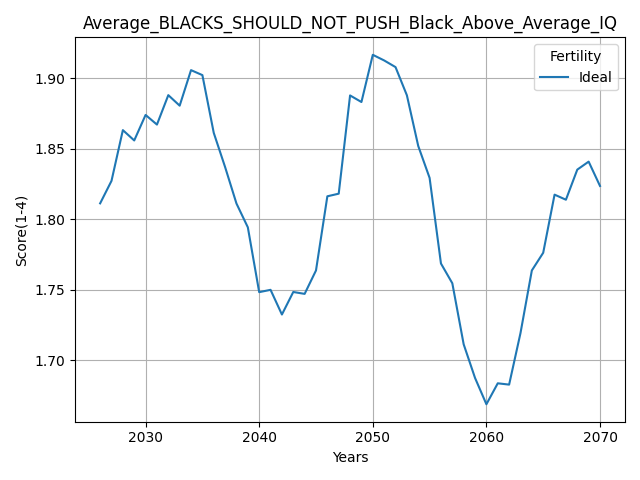 Average_BLACKS_SHOULD_NOT_PUSH_Black_Above_Average_IQ
Fertility
Ideal
1.90
1.85
1.80
1.75
1.70
Score(1-4)
2030 2040 2050 2060 2070
Years